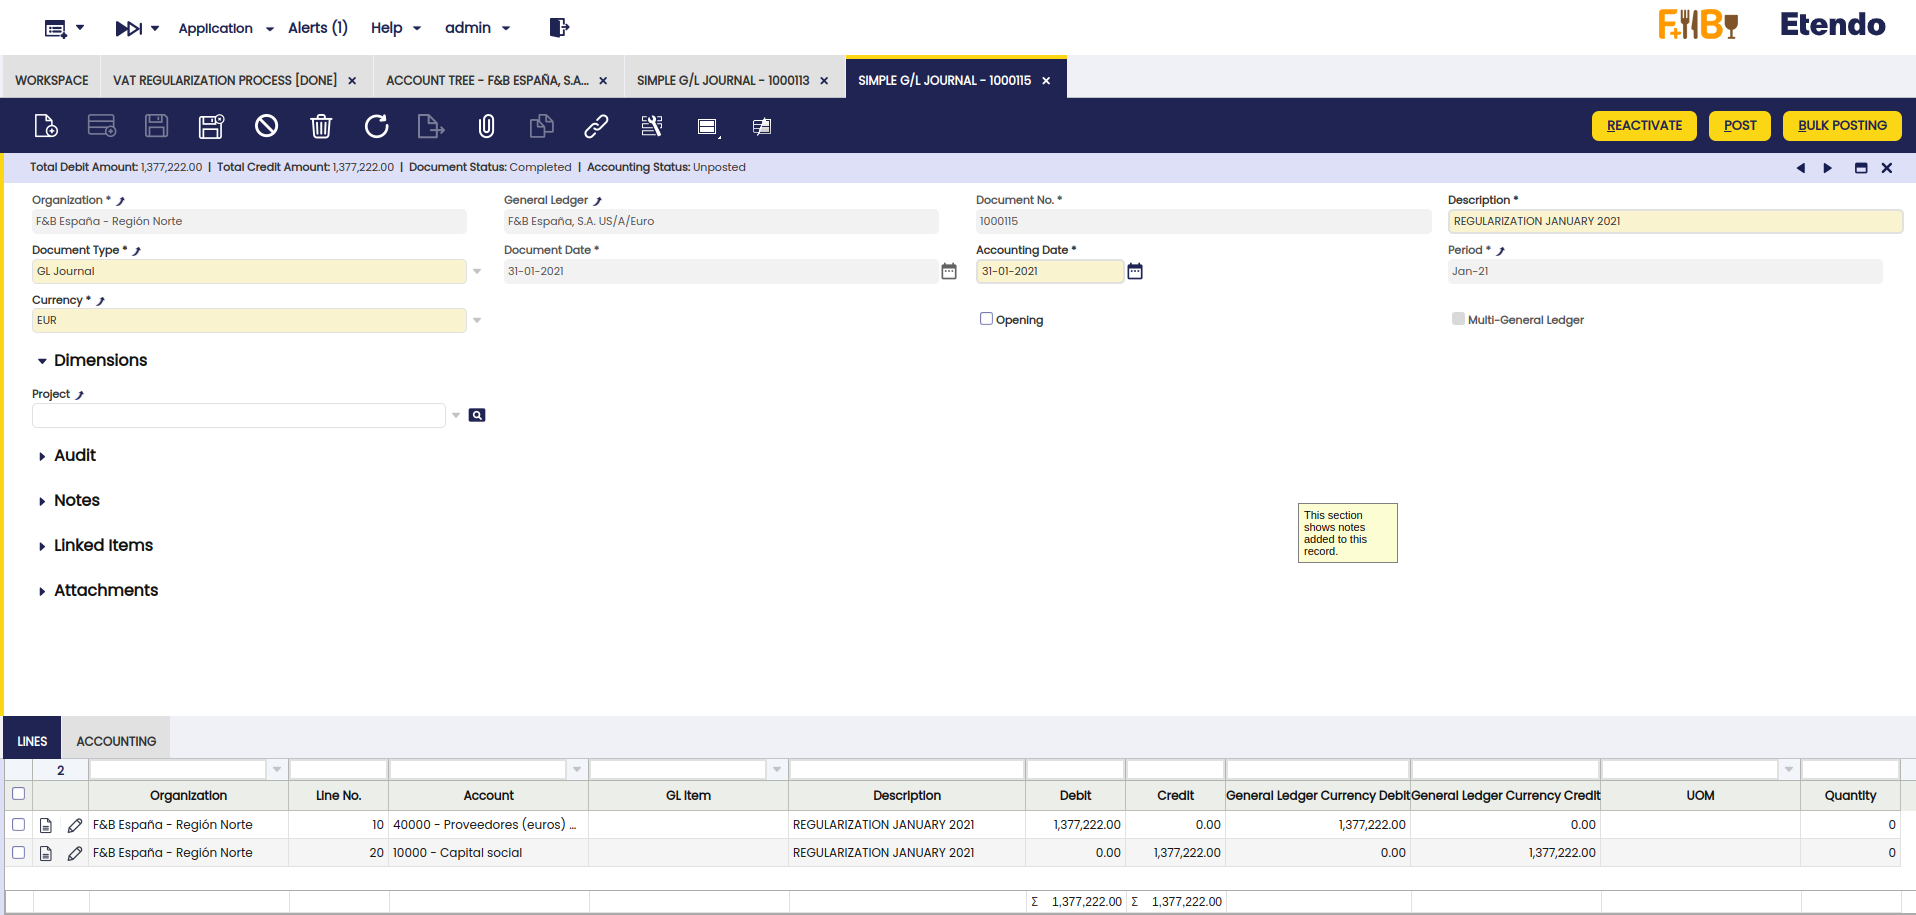 Application Alerts (1) Help admin
F+B Etendo
WORKSPACE VAT REGULARIZATION PROCESS [DONE] ACCOUNT TREE - F&B ESPAÑA, S.A... SIMPLE G/L JOURNAL - 1000113 SIMPLE G/L JOURNAL - 1000115
REACTIVATE POST BULK POSTING
Total Debit Amount: 1,377,222.00 | Total Credit Amount: 1,377,222.00 | Document Status: Completed | Accounting Status: Unposted
Organization * General Ledger Document No. * Description *
F&B España - Región Norte F&B España, S.A. US/A/Euro 1000115 REGULARIZATION JANUARY 2021
Document Type * Document Date * Accounting Date * Period *
GL Journal 31-01-2021 31-01-2021 Jan-21
Currency *
EUR Opening Multi-General Ledger
Dimensions
Project
Audit
Notes
Linked Items
Attachments
This section
shows notes
added to this
record.
LINES ACCOUNTING
2
Organization Line No. Account GL Item Description Debit Credit General Ledger Currency Debit General Ledger Currency Credit UOM Quantity
F&B España - Región Norte 10 40000 - Proveedores (euros) ... REGULARIZATION JANUARY 2021 1,377,222.00 0.00 1,377,222.00 0.00 0
F&B España - Región Norte 20 10000 - Capital social REGULARIZATION JANUARY 2021 0.00 1,377,222.00 0.00 1,377,222.00 0
Σ 1,377,222.00 Σ 1,377,222.00